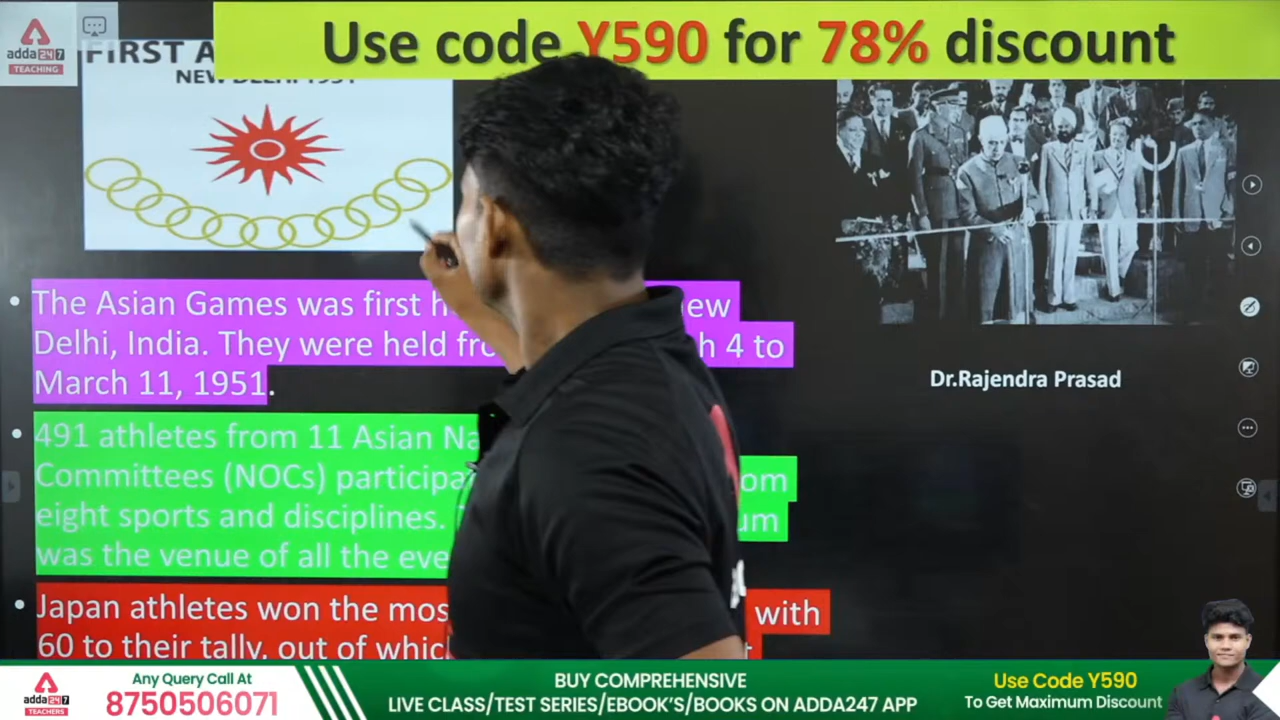 Use code Y590 for 78% discount
adda247
TEACHING
FIRST A
NEW DELHI 1951
• The Asian Games was first h ew
Delhi, India. They were held fro h 4 to
March 11, 1951.
• 491 athletes from 11 Asian Na
Committees (NOCs) participa om
eight sports and disciplines. um
was the venue of all the eve
• Japan athletes won the mos with
60 to their tally, out of which
Dr.Rajendra Prasad
adda247
TEACHERS
Any Query Call At
8750506071
BUY COMPREHENSIVE
LIVE CLASS/TEST SERIES/EBOOK'S/BOOKS ON ADDA247 APP
Use Code Y590
To Get Maximum Discount